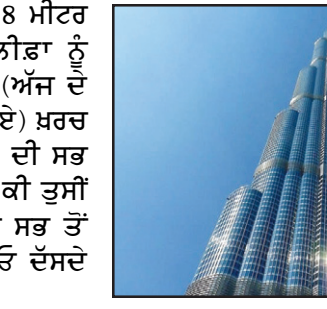 8 ਮੀਟਰ
ਲੀਫ਼ਾ ਨੂੰ
(ਅੱਜ ਦੇ
ਏ) ਖ਼ਰਚ
ਦੀ ਸਭ
ਕੀ ਤੁਸੀਂ
ਸਭ ਤੋਂ
ਓ ਦੱਸਦੇ